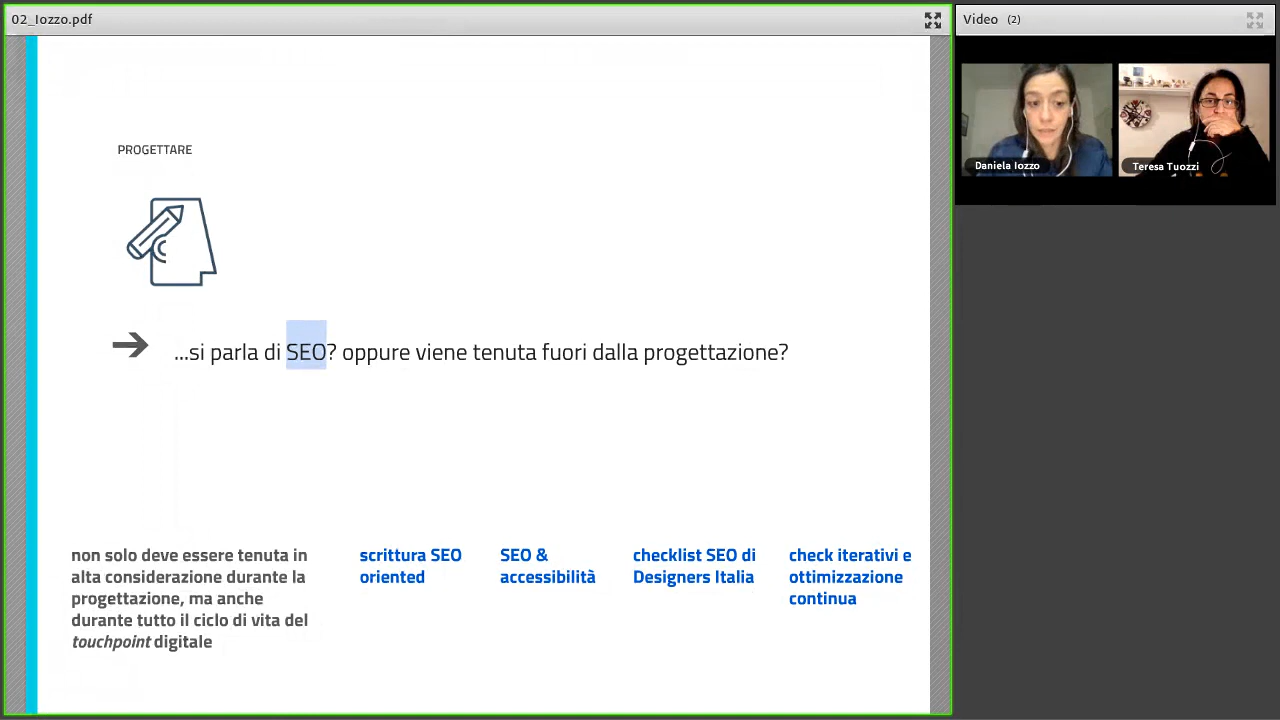 02_Iozzo.pdf
Video (2)
Daniela Iozzo
Teresa Tuozzi
PROGETTARE
...si parla di SEO? oppure viene tenuta fuori dalla progettazione?
non solo deve essere tenuta in
alta considerazione durante la
progettazione, ma anche
durante tutto il ciclo di vita del
touchpoint digitale
scrittura SEO
oriented
SEO &
accessibilità
checklist SEO di
Designers Italia
check iterativi e
ottimizzazione
continua